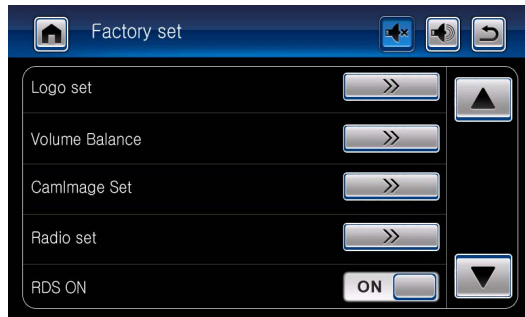 Factory set
Logo set
Volume Balance
CamImage Set
Radio set
RDS ON ON